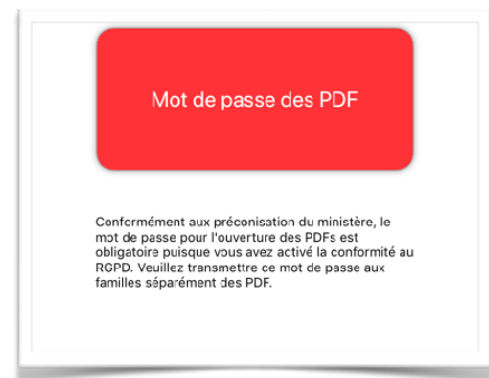 Mot de passe des PDF
Conformément aux préconisation du ministère, le
mot de passe pour l'ouverture des PDFs est
obligatoire puisque vous avez activé la conformité au
RGPD. Veuillez transmettre ce mot de passe aux
familles séparément des PDF.